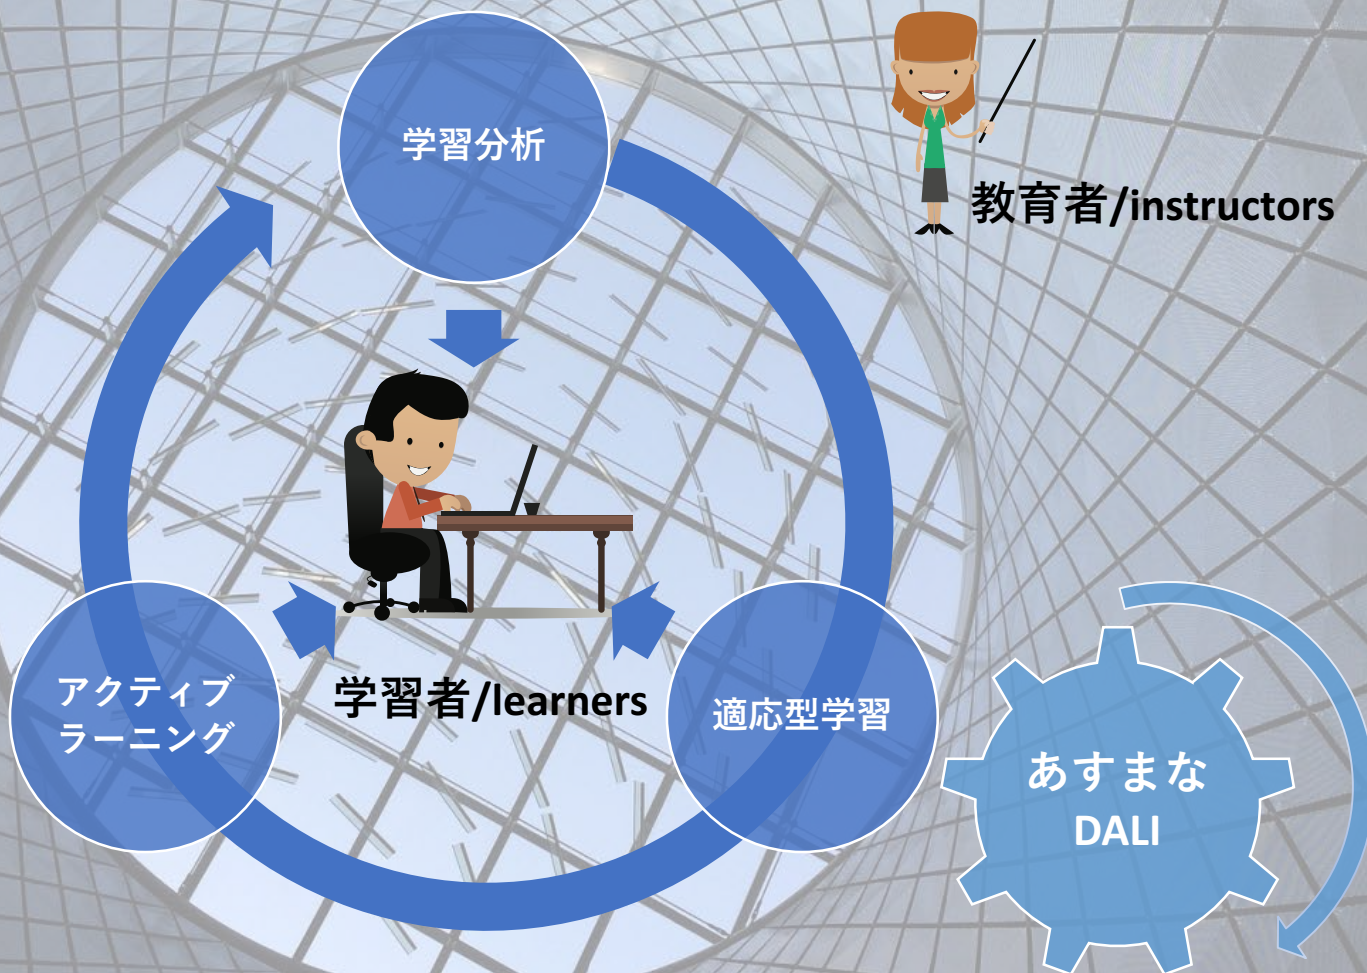 学習分析
教育者/instructors
学習者/learners
アクティブ
ラーニング
適応型学習
あすまな
DALI